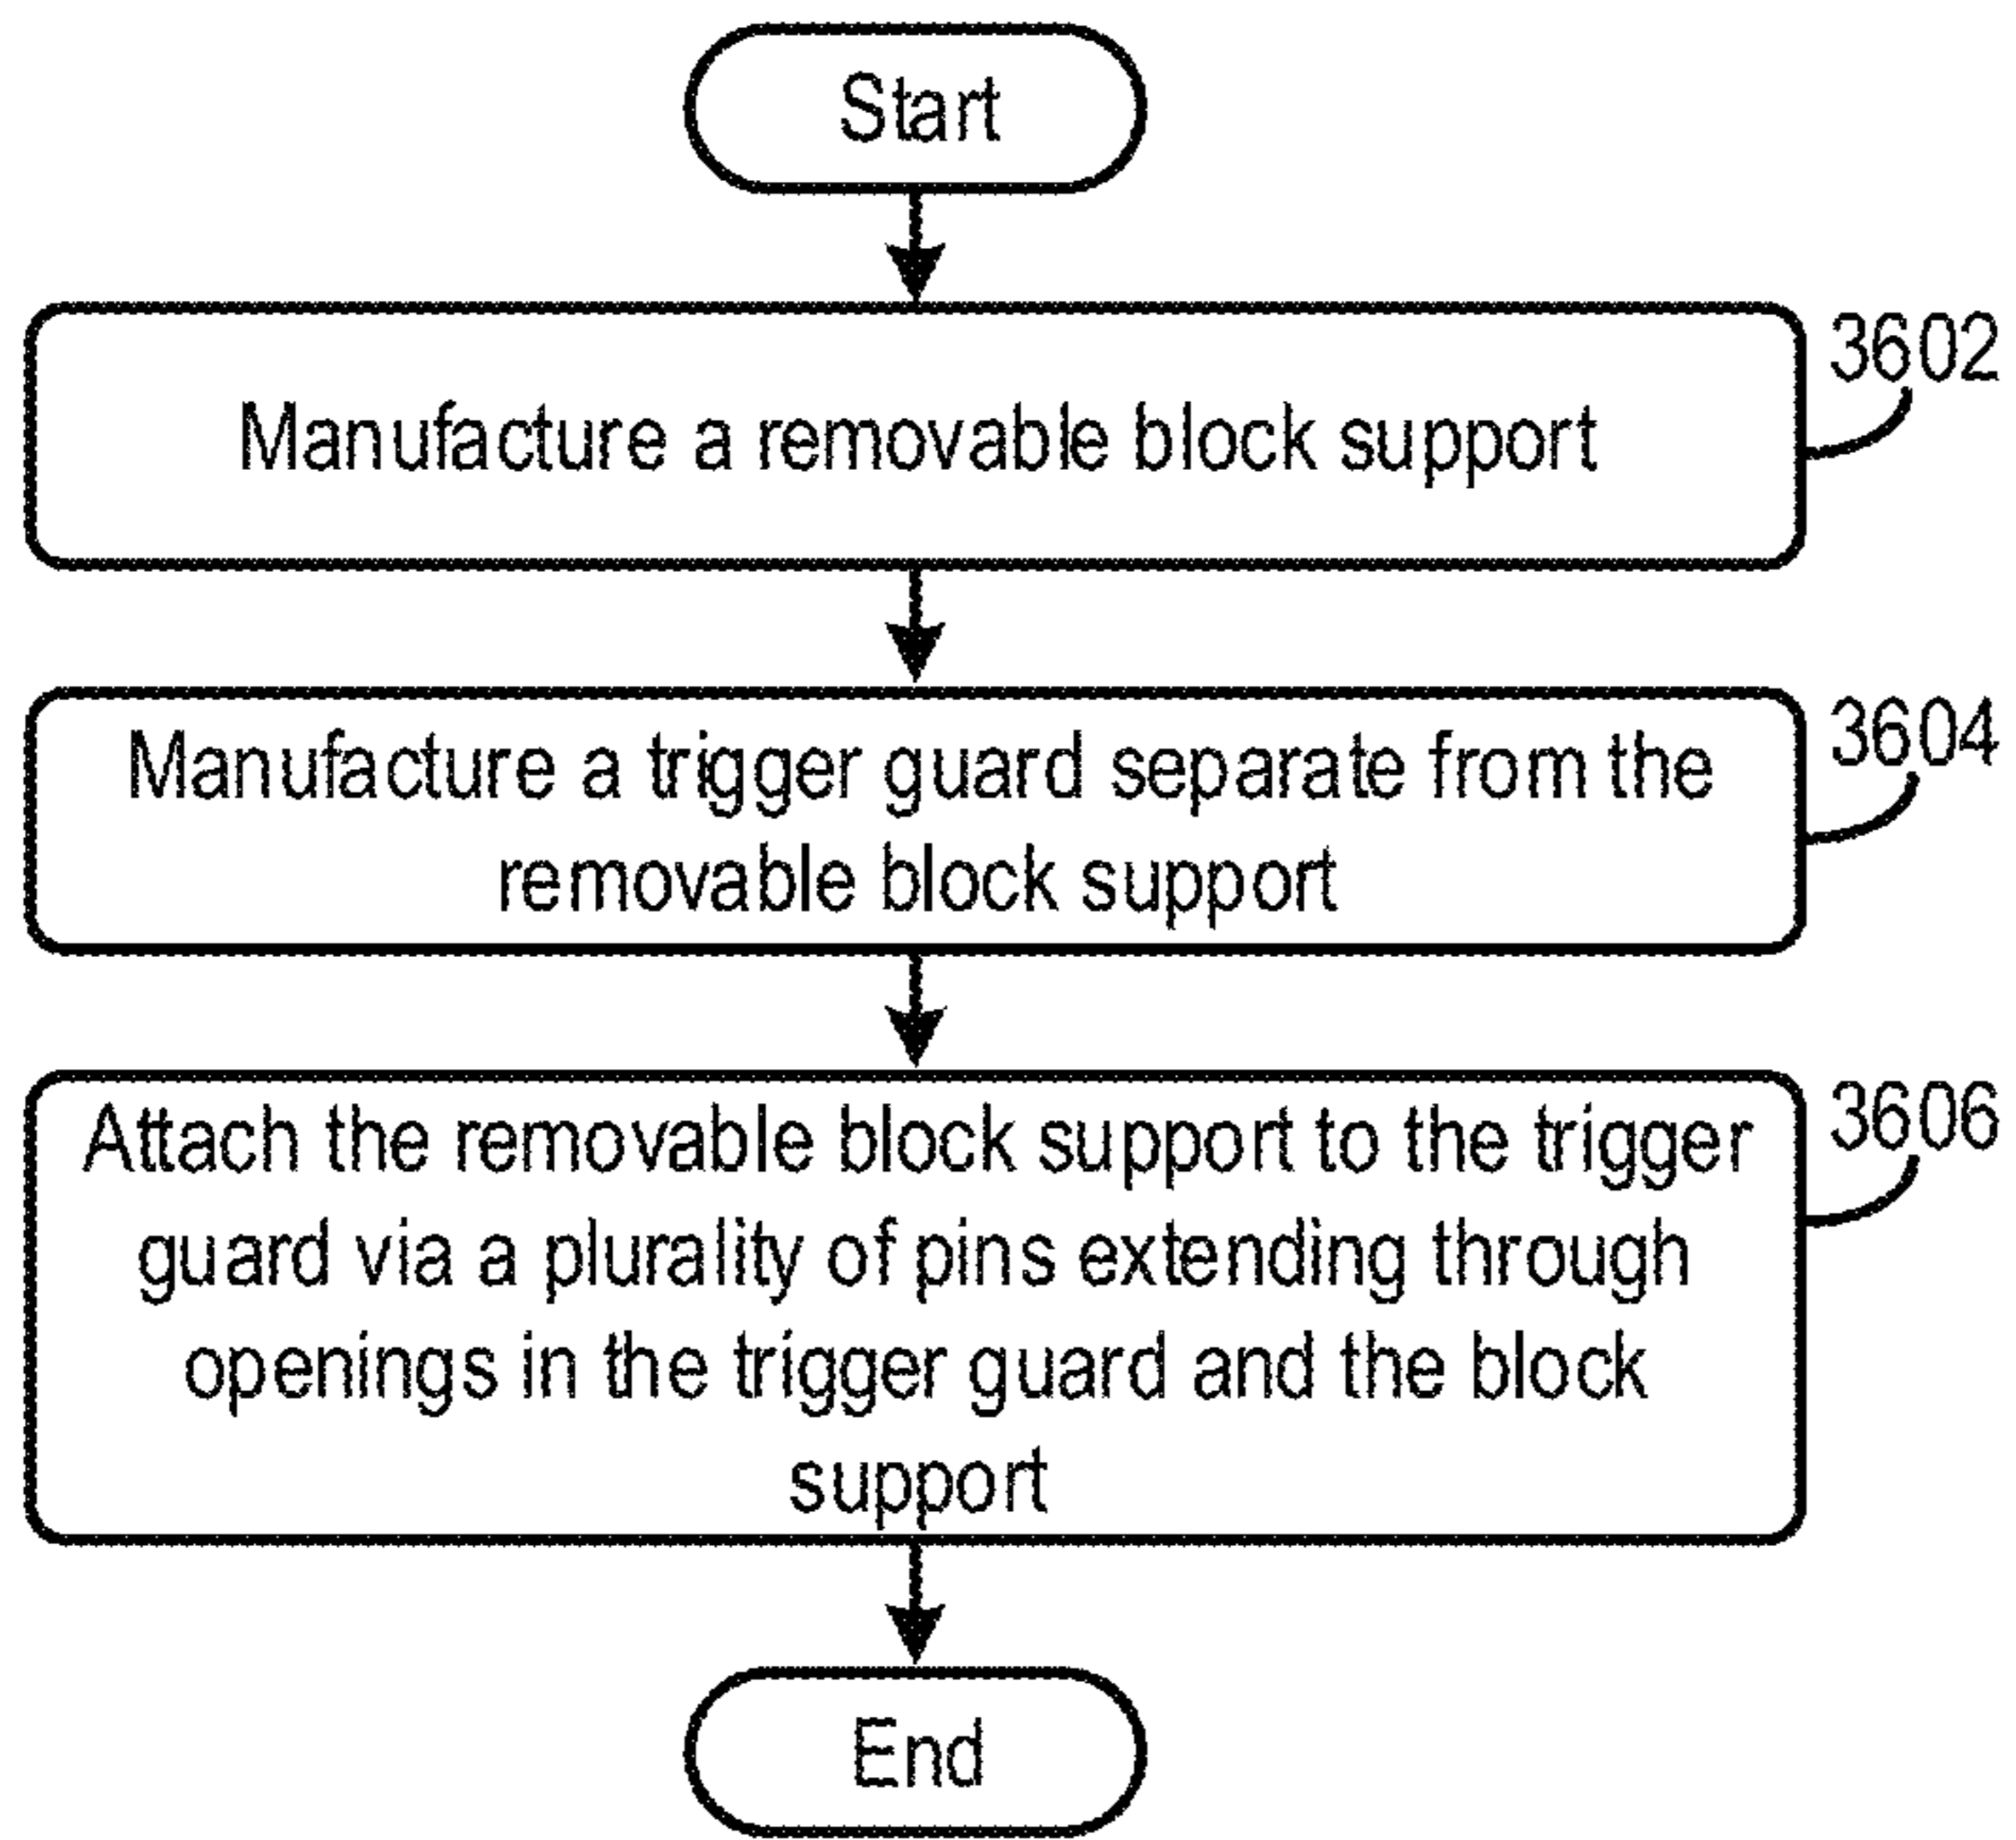 Start
Manufacture a removable block support
3602
Manufacture a trigger guard separate from the
removable block support
3604
Attach the removable block support to the trigger
guard via a plurality of pins extending through
openings in the trigger guard and the block
support
3606
End